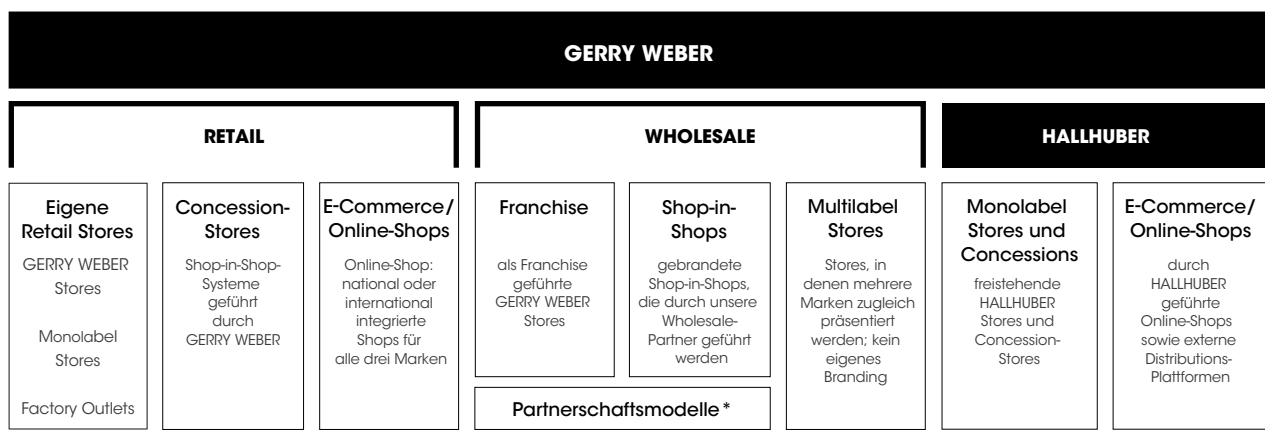 GERRY WEBER
RETAIL
WHOLESALE
HALLHUBER
Eigene
Retail Stores
GERRY WEBER
Stores
Monolabel
Stores
Factory Outlets
Concession-
Stores
Shop-in-Shop-
Systeme
geführt
durch
GERRY WEBER
E-Commerce/
Online-Shops
Online-Shop:
national oder
international
integrierte
Shops für
alle drei Marken
Franchise
als Franchise
geführte
GERRY WEBER
Stores
Shop-in-
Shops
gebrandete
Shop-in-Shops,
die durch unsere
Wholesale-
Partner geführt
werden
Partnerschaftsmodelle*
Multilabel
Stores
Stores, in
denen mehrere
Marken zugleich
präsentiert
werden; kein
eigenes
Branding
Monolabel
Stores und
Concessions
freistehende
HALLHUBER
Stores und
Concession-
Stores
E-Commerce/
Online-Shops
durch
HALLHUBER
geführte
Online-Shops
sowie externe
Distributions-
Plattformen